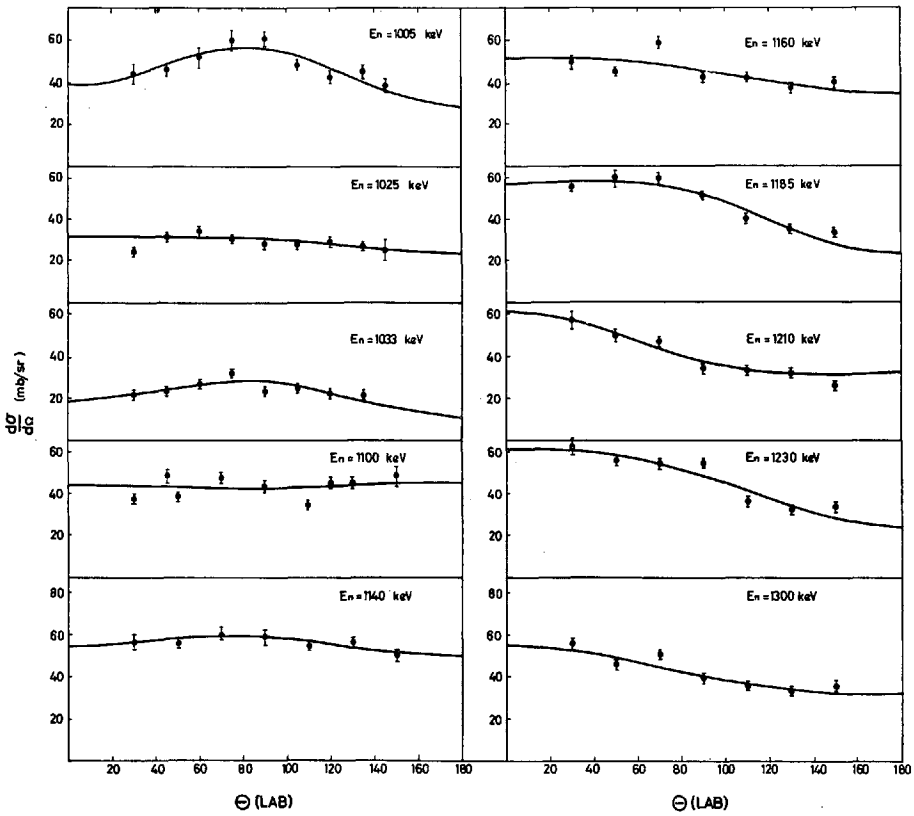 En = 1005 keV
60
40
20
En = 1025 keV
60
40
20
En = 1033 keV
40
20
En = 1100 keV
60
40
20
En = 1140 keV
80
60
40
20
dσ/dΩ (mb/sr)
20 40 60 80 100 120 140 160 180
Θ (LAB)
En = 1160 keV
60
40
20
En = 1185 keV
60
40
20
En = 1210 keV
60
40
20
En = 1230 keV
60
40
20
En = 1300 keV
80
60
40
20
20 40 60 80 100 120 140 160 180
Θ (LAB)